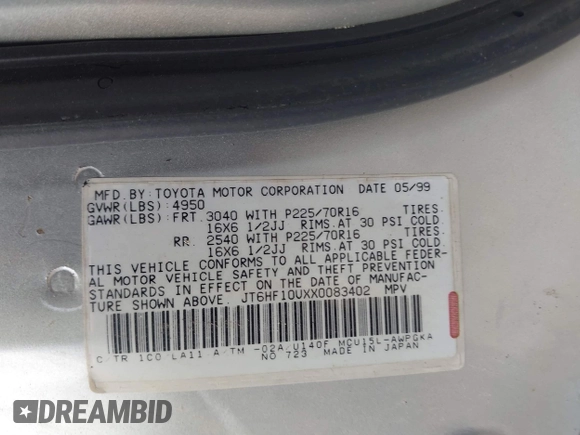 MFD.BY:TOYOTA MOTOR CORPORATION DATE 05/99
GVWR(LBS):4950
GAWR(LBS):FRT.3040 WITH P225/70R16 TIRES.
16X6 1/2JJ RIMS.AT 30 PSI COLD.
RR. 2540 WITH P225/70R16 TIRES.
16X6 1/2JJ RIMS.AT 30 PSI COLD.
THIS VEHICLE CONFORMS TO ALL APPLICABLE FEDER-
AL MOTOR VEHICLE SAFETY AND THEFT PREVENTION
STANDARDS IN EFFECT ON THE DATE OF MANUFAC-
TURE SHOWN ABOVE. JT6HF10UXX0083402 MPV
C/TR 1C0 LA11 A/TM -02A/U140F MCU15L-AWPGKA
NO 723 MADE IN JAPAN
DREAMBID